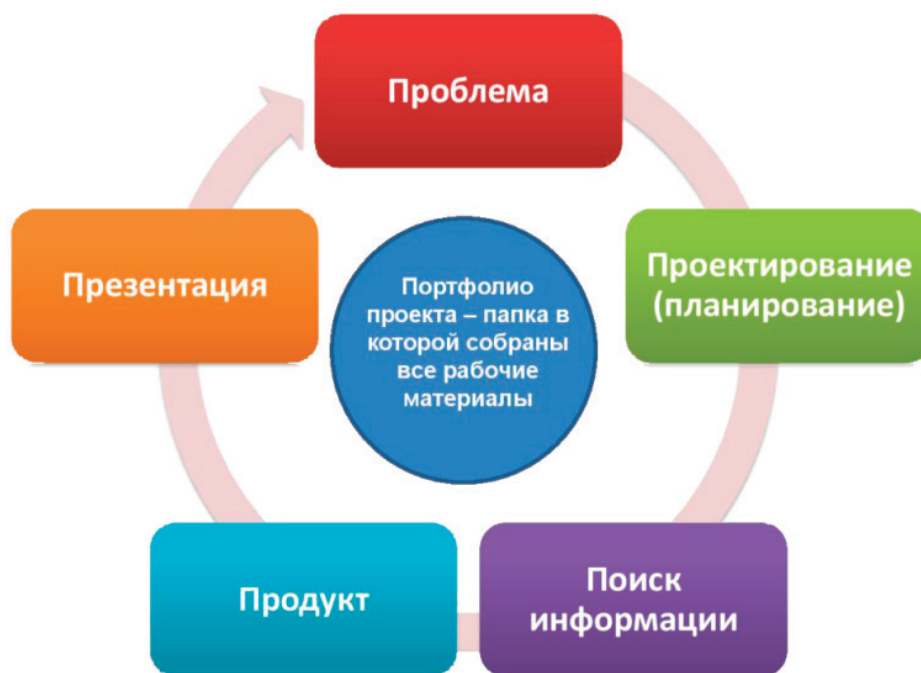 Проблема
Проектирование
(планирование)
Поиск
информации
Продукт
Презентация
Портфолио
проекта – папка в
которой собраны
все рабочие
материалы